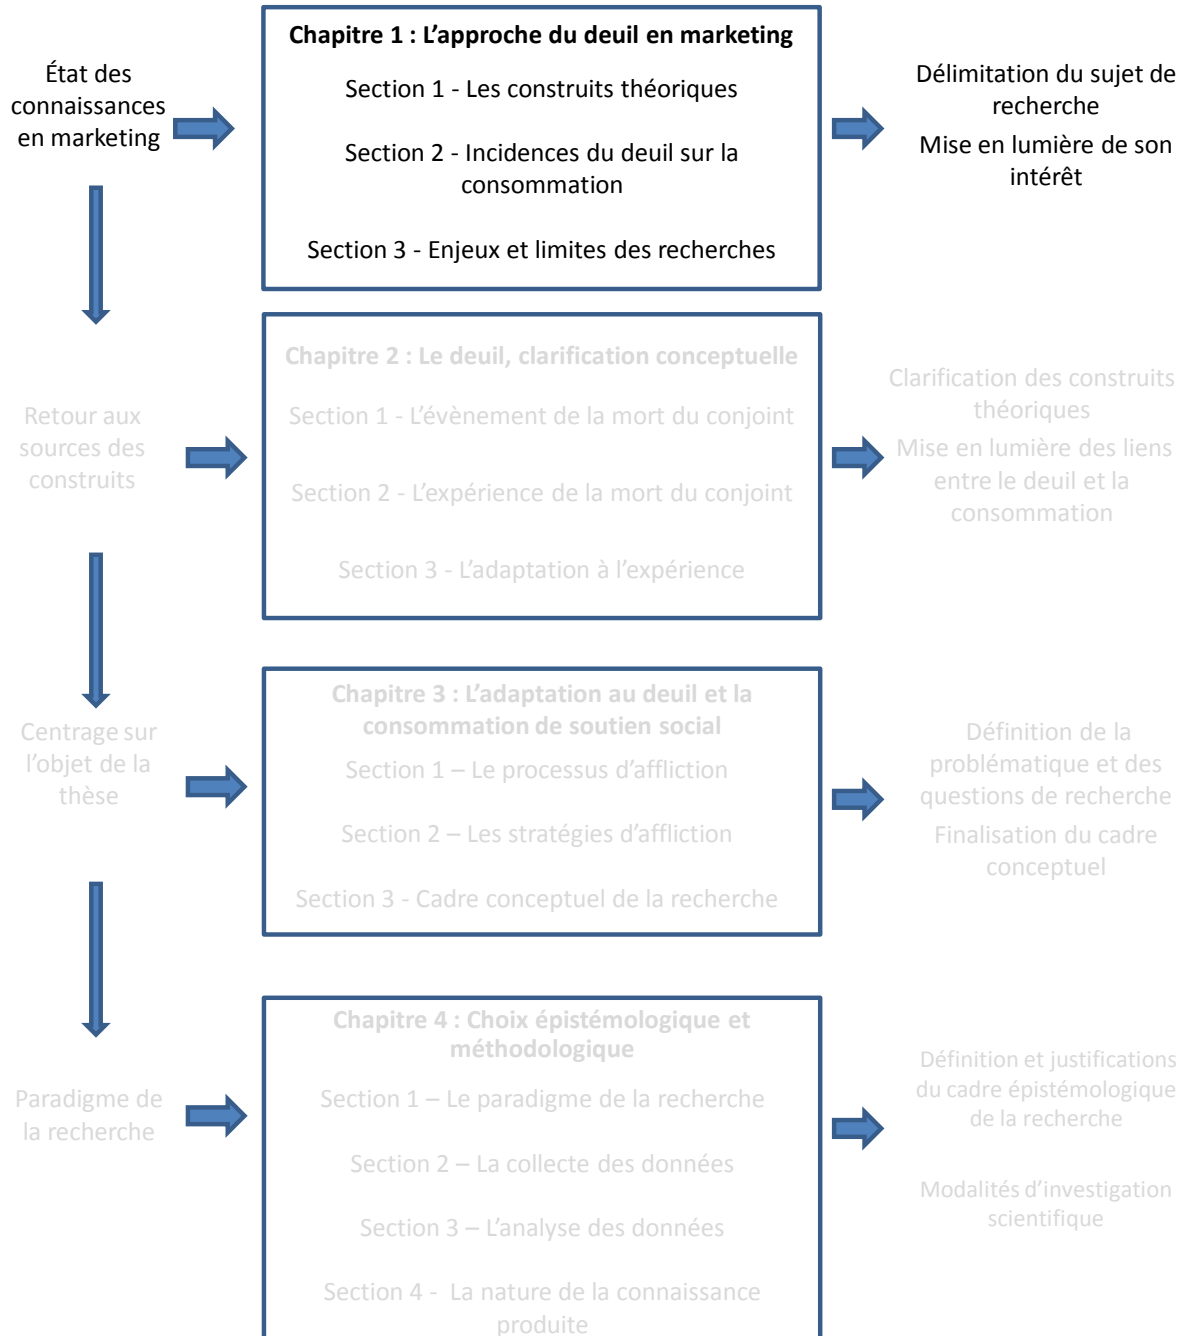 État des
connaissances
en marketing
Chapitre 1 : L'approche du deuil en marketing
Section 1 - Les construits théoriques
Section 2 - Incidences du deuil sur la
consommation
Section 3 - Enjeux et limites des recherches
Délimitation du sujet de
recherche
Mise en lumière de son
intérêt
Retour aux
sources des
construits
Chapitre 2 : Le deuil, clarification conceptuelle
Section 1 - L'évènement de la mort du conjoint
Section 2 - L'expérience de la mort du conjoint
Section 3 - L'adaptation à l'expérience
Clarification des construits
théoriques
Mise en lumière des liens
entre le deuil et la
consommation
Centrage sur
l'objet de la
thèse
Chapitre 3 : L'adaptation au deuil et la
consommation de soutien social
Section 1 – Le processus d'affliction
Section 2 – Les stratégies d'affliction
Section 3 - Cadre conceptuel de la recherche
Définition de la
problématique et des
questions de recherche
Finalisation du cadre
conceptuel
Paradigme de
la recherche
Chapitre 4 : Choix épistémologique et
méthodologique
Section 1 – Le paradigme de la recherche
Section 2 – La collecte des données
Section 3 – L'analyse des données
Section 4 - La nature de la connaissance
produite
Définition et justifications
du cadre épistémologique
de la recherche
Modalités d'investigation
scientifique